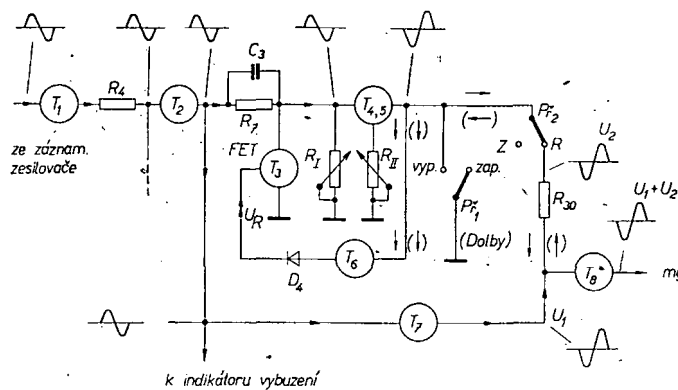 C3
T1
R4
T2
R7
T4,5
Př2
ze záznam.
zesilovače
FET
T3
RI
RII
vyp.
zap.
Z
R
U2
UR
Př1
(Dolby)
R30
U1 + U2
D4
T6
T8
mg
T7
U1
k indikátoru vybuzení